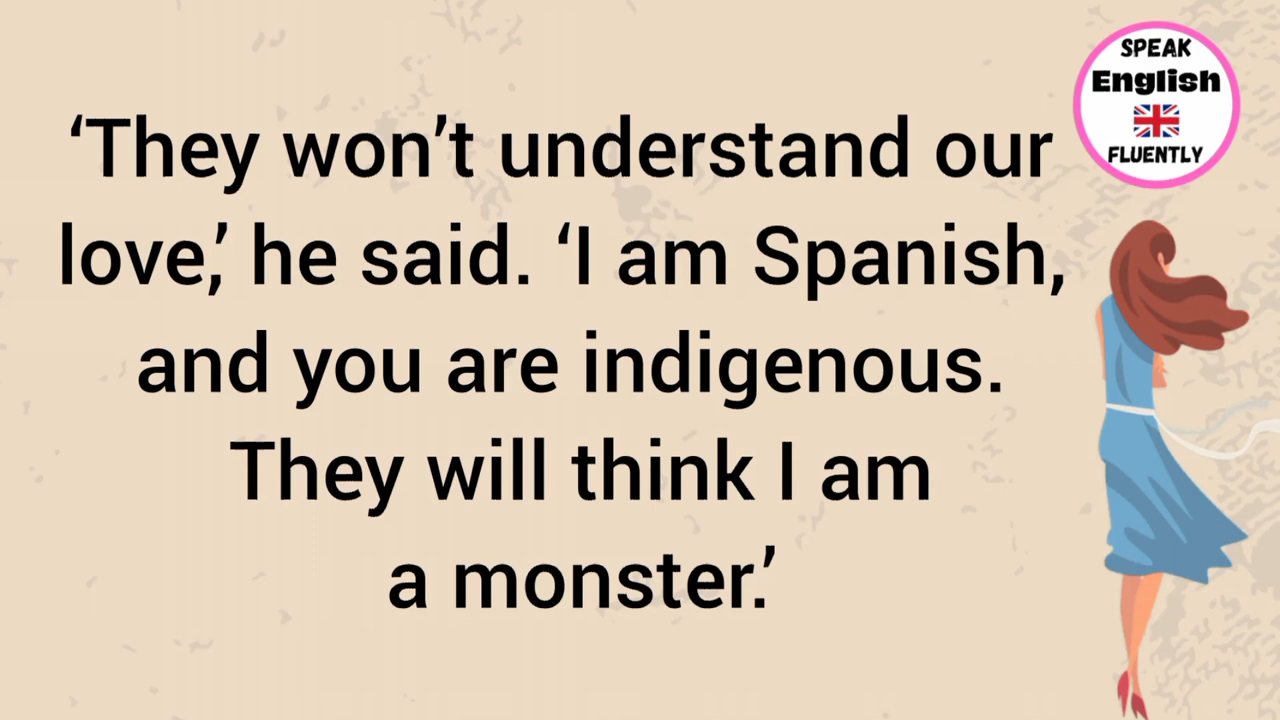 ‘They won’t understand our
love,’ he said. ‘I am Spanish,
and you are indigenous.
They will think I am
a monster.’
SPEAK
English
FLUENTLY